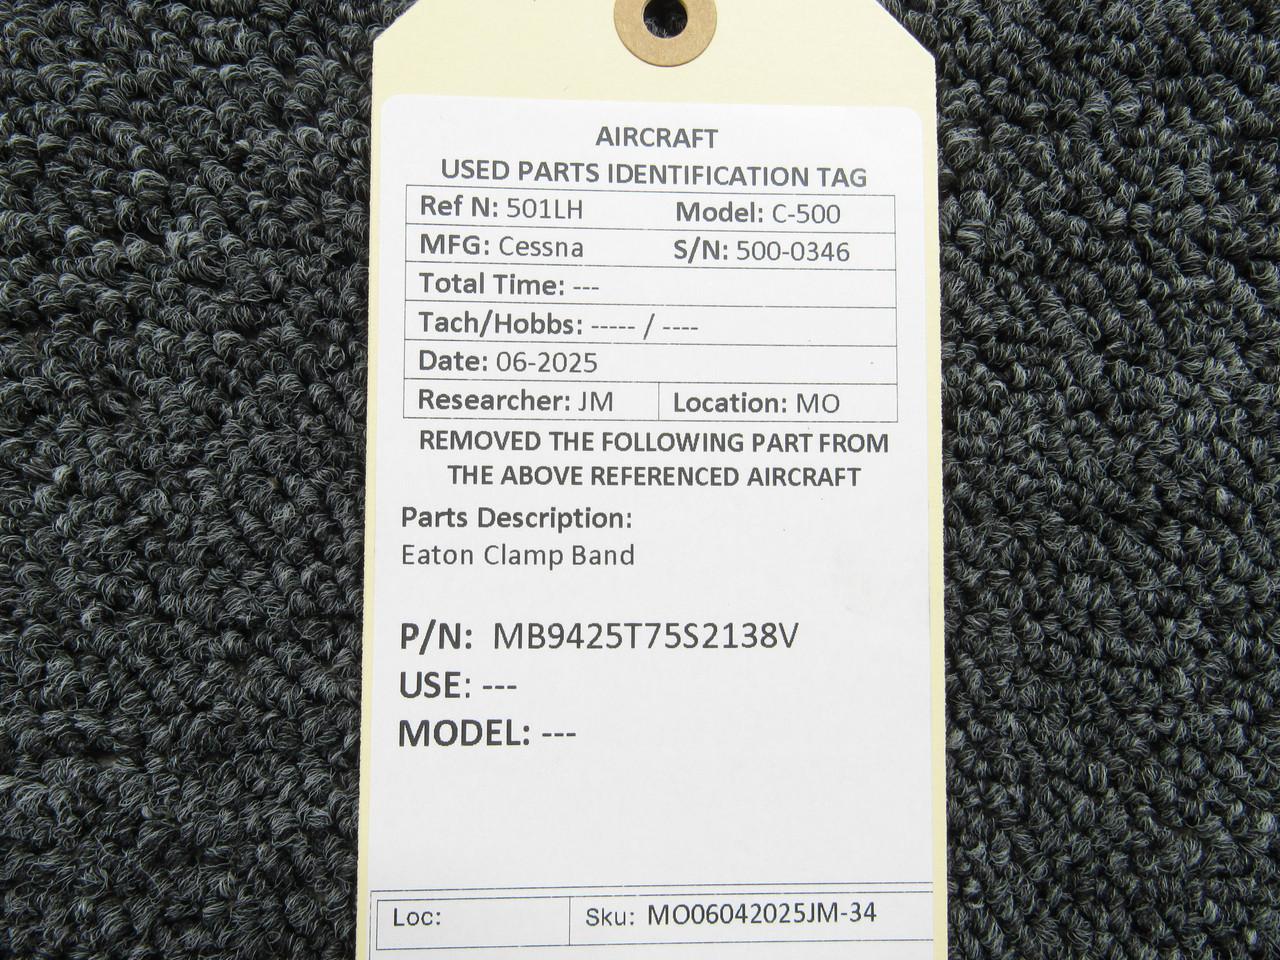 AIRCRAFT
USED PARTS IDENTIFICATION TAG
Ref N: 501LH Model: C-500
MFG: Cessna S/N: 500-0346
Total Time: ---
Tach/Hobbs: ----- / ----
Date: 06-2025
Researcher: JM Location: MO
REMOVED THE FOLLOWING PART FROM
THE ABOVE REFERENCED AIRCRAFT
Parts Description:
Eaton Clamp Band
P/N: MB9425T75S2138V
USE: ---
MODEL: ---
Loc: Sku: MO06042025JM-34